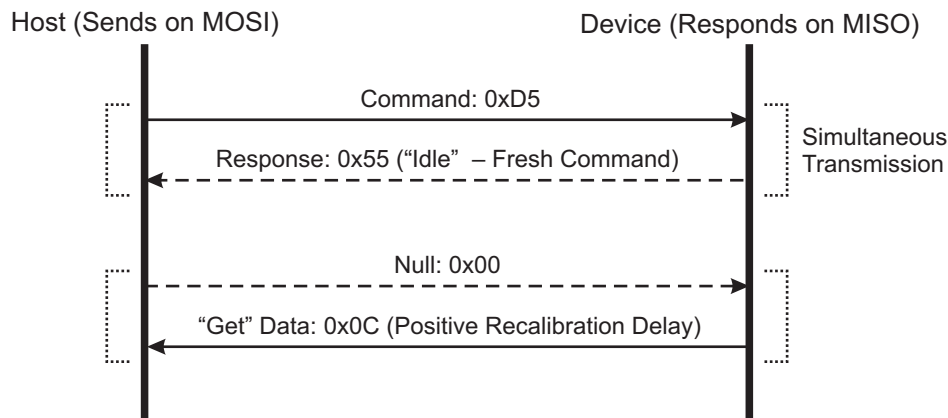 Host (Sends on MOSI)
Device (Responds on MISO)
Command: 0xD5
Response: 0x55 (“Idle” – Fresh Command)
Simultaneous
Transmission
Null: 0x00
“Get” Data: 0x0C (Positive Recalibration Delay)